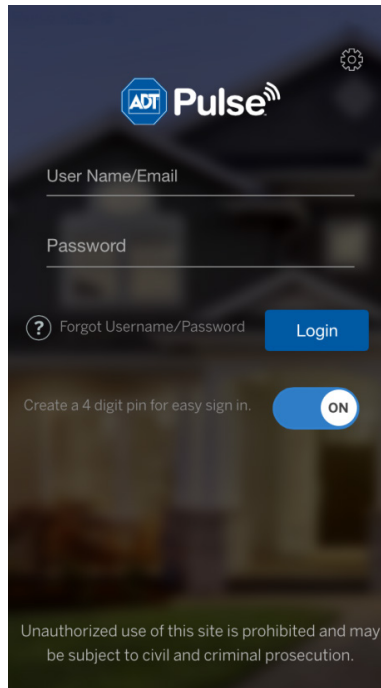 ADT Pulse
User Name/Email
Password
? Forgot Username/Password
Login
Create a 4 digit pin for easy sign in.
ON
Unauthorized use of this site is prohibited and may
be subject to civil and criminal prosecution.